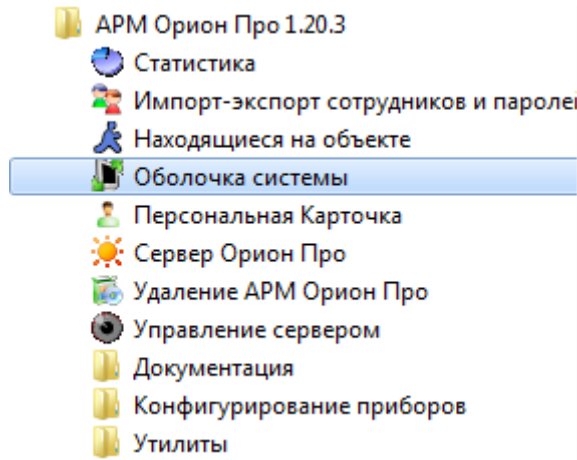 АРМ Орион Про 1.20.3
Статистика
Импорт-экспорт сотрудников и пароле
Находящиеся на объекте
Оболочка системы
Персональная Карточка
Сервер Орион Про
Удаление АРМ Орион Про
Управление сервером
Документация
Конфигурирование приборов
Утилиты